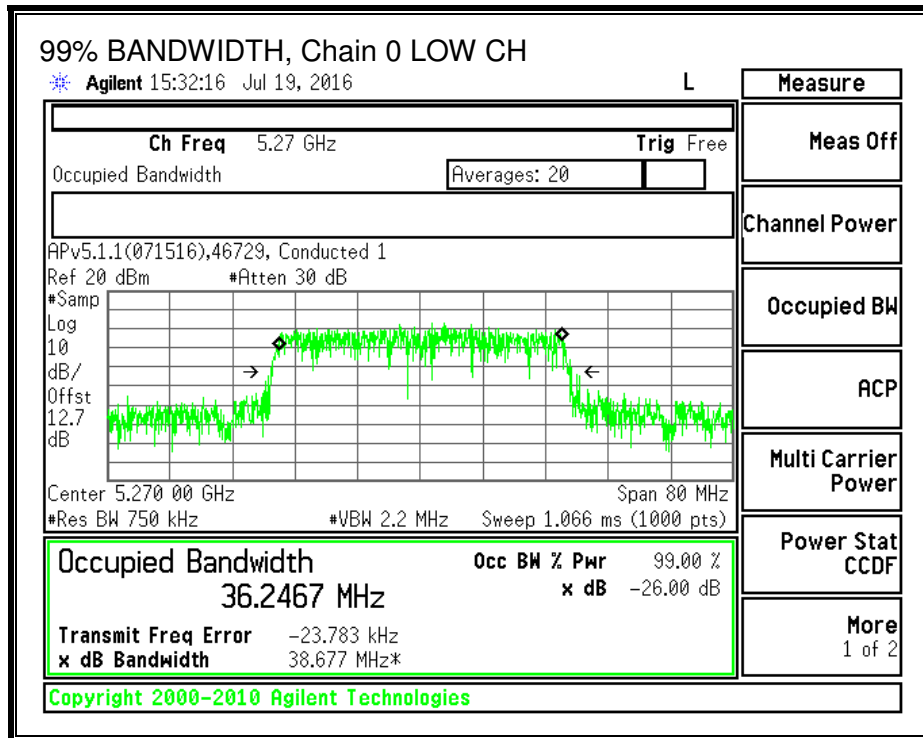 99% BANDWIDTH, Chain 0 LOW CH
Agilent 15:32:16 Jul 19, 2016 L
Measure
Ch Freq 5.27 GHz Trig Free
Meas Off
Occupied Bandwidth Averages: 20
Channel Power
APv5.1.1(071516),46729, Conducted 1
Ref 20 dBm #Atten 30 dB
#Samp
Log
10
dB/
Offst
12.7
dB
Occupied BW
ACP
Multi Carrier
Power
Center 5.270 00 GHz Span 80 MHz
#Res BW 750 kHz #VBW 2.2 MHz Sweep 1.066 ms (1000 pts)
Power Stat
CCDF
Occupied Bandwidth Occ BW % Pwr 99.00 %
36.2467 MHz x dB -26.00 dB
Transmit Freq Error -23.783 kHz
x dB Bandwidth 38.677 MHz*
More
1 of 2
Copyright 2000-2010 Agilent Technologies